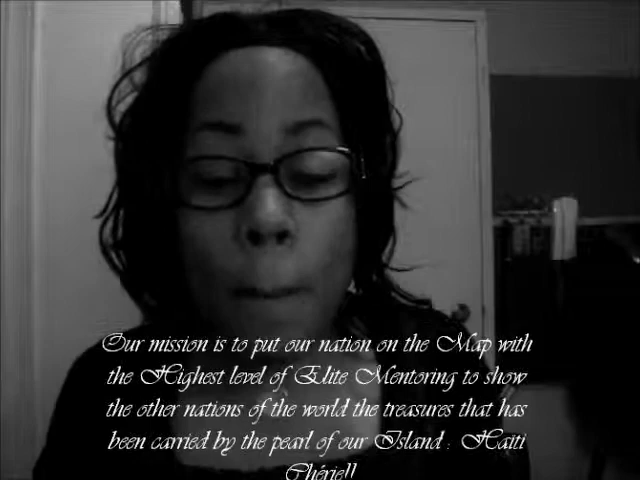 Our mission is to put our nation on the Map with
the Highest level of Elite Mentoring to show
the other nations of the world the treasures that has
been carried by the pearl of our Island : Haiti
Chérie!!